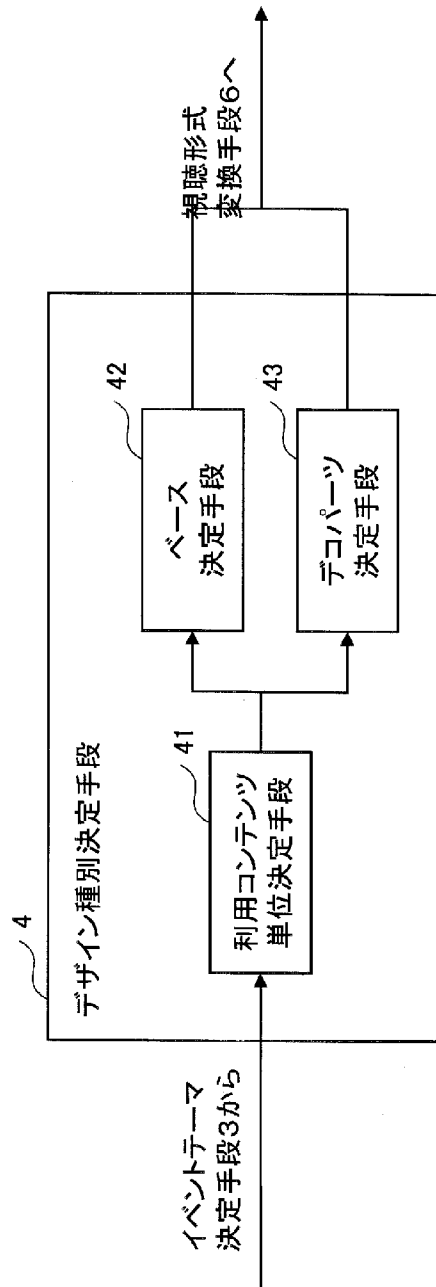 4
デザイン種別決定手段
イベントテーマ
決定手段3から
41
利用コンテンツ
単位決定手段
42
ベース
決定手段
43
デコパーツ
決定手段
視聴形式
変換手段6へ